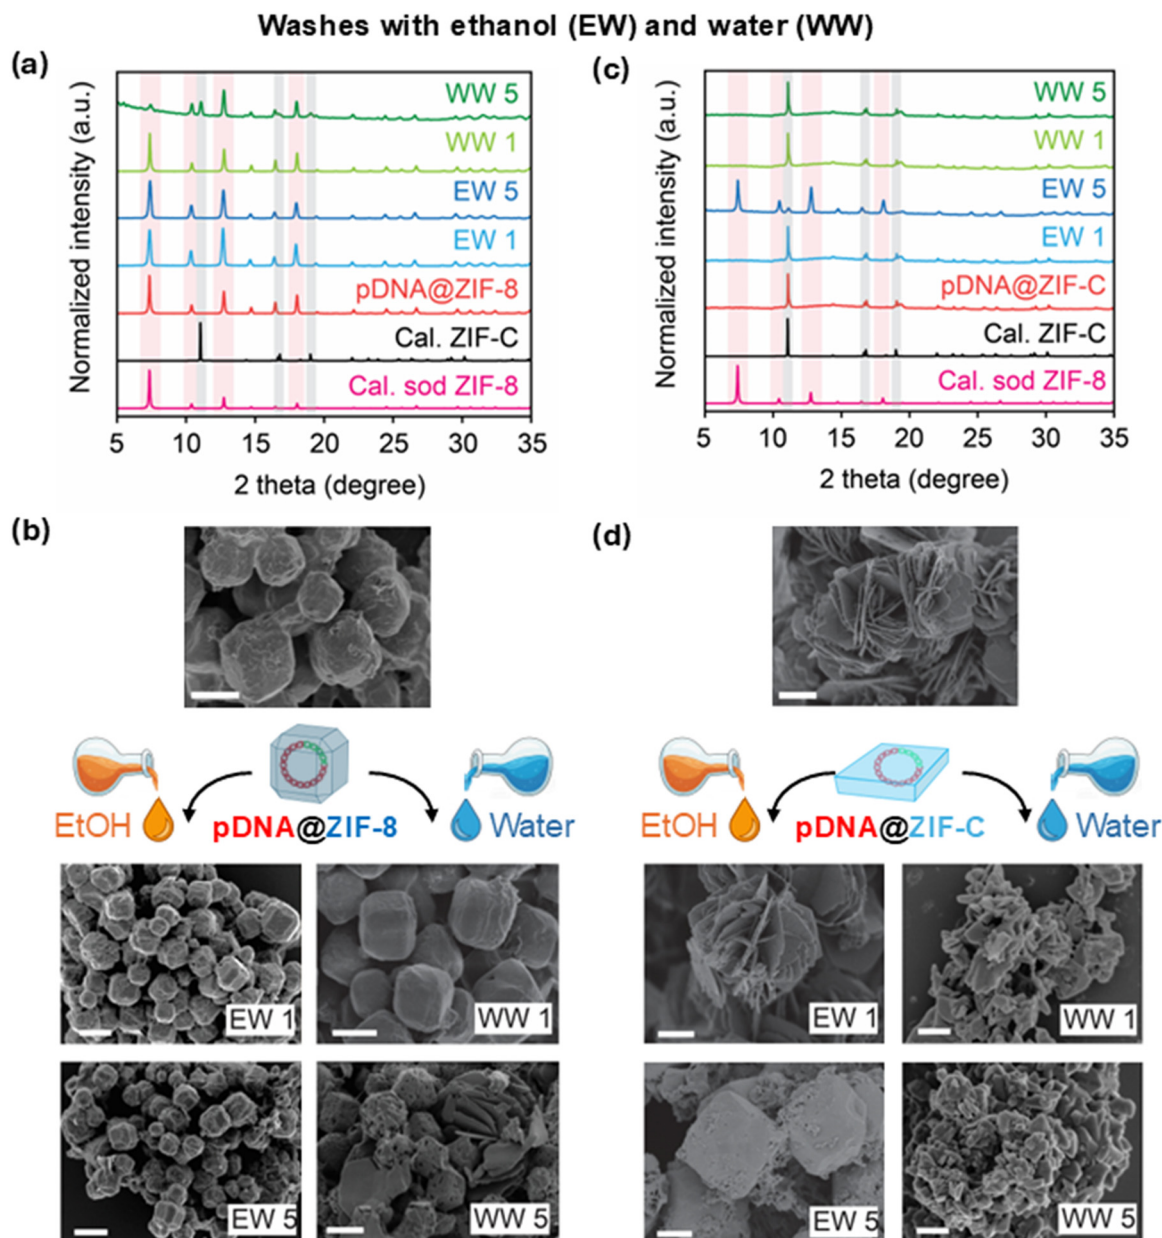 Washes with ethanol (EW) and water (WW)
(a)
Normalized intensity (a.u.)
WW 5
WW 1
EW 5
EW 1
pDNA@ZIF-8
Cal. ZIF-C
Cal. sod ZIF-8
5 10 15 20 25 30 35
2 theta (degree)
(c)
Normalized intensity (a.u.)
WW 5
WW 1
EW 5
EW 1
pDNA@ZIF-C
Cal. ZIF-C
Cal. sod ZIF-8
5 10 15 20 25 30 35
2 theta (degree)
(b)
EtOH pDNA@ZIF-8 Water
EW 1 WW 1
EW 5 WW 5
(d)
EtOH pDNA@ZIF-C Water
EW 1 WW 1
EW 5 WW 5